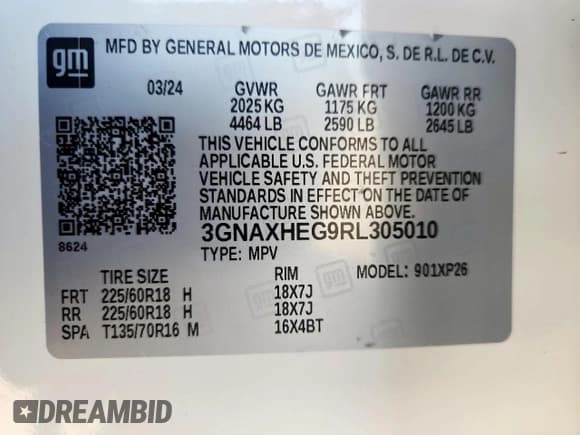 gm MFD BY GENERAL MOTORS DE MEXICO, S. DE R.L. DE C.V.
03/24 GVWR GAWR FRT GAWR RR
2025 KG 1175 KG 1200 KG
4464 LB 2590 LB 2645 LB
THIS VEHICLE CONFORMS TO ALL
APPLICABLE U.S. FEDERAL MOTOR
VEHICLE SAFETY AND THEFT PREVENTION
STANDARDS IN EFFECT ON THE DATE OF
MANUFACTURE SHOWN ABOVE.
8624 3GNAXHEG9RL305010
TYPE: MPV
TIRE SIZE RIM MODEL: 901XP26
FRT 225/60R18 H 18X7J
RR 225/60R18 H 18X7J
SPA T135/70R16 M 16X4BT
DREAMBID